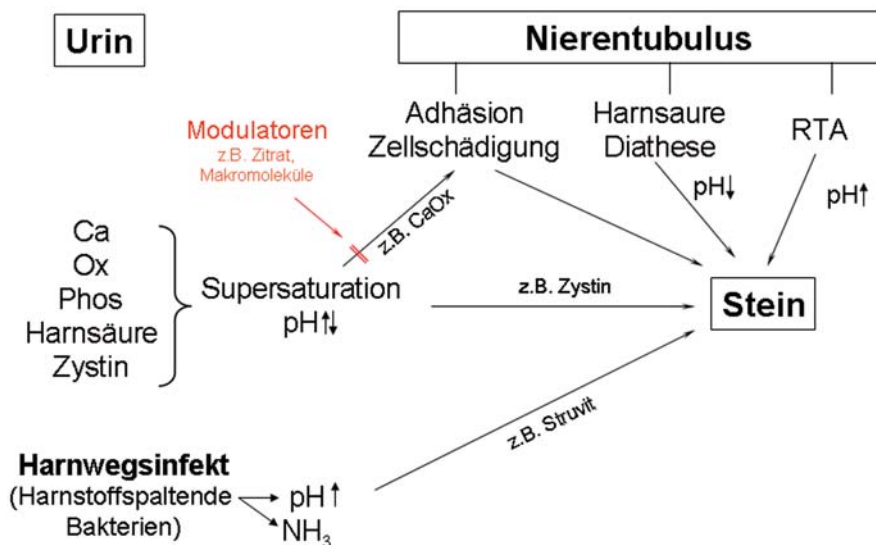 Urin
Nierentubulus
Modulatoren
z.B. Zitrat,
Makromoleküle
Adhäsion
Zellschädigung
Harnsaure
Diathese
RTA
pH↓
pH↑
z.B. CaOx
Ca
Ox
Phos
Harnsäure
Zystin
Supersaturation
pH↑↓
z.B. Zystin
Stein
z.B. Struvit
Harnwegsinfekt
(Harnstoffspaltende
Bakterien)
pH↑
NH₃